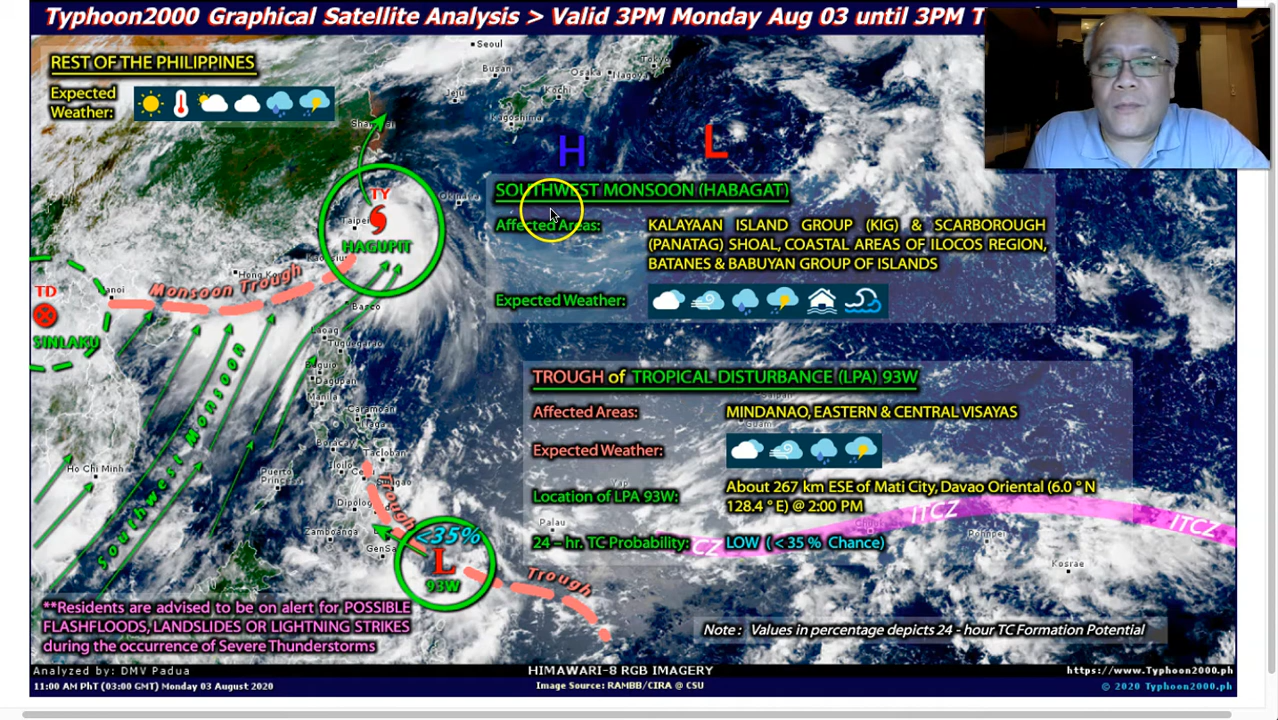 Typhoon2000 Graphical Satellite Analysis > Valid 3PM Monday Aug 03 until 3PM
REST OF THE PHILIPPINES
Expected
Weather:
Seoul
Busan
Jeju
Osaka
Nagoya
Tokyo
Kochi
Kagoshima
H
L
TY
Taipei
HAGUPIT
Hong Kong
Monsoon Trough
Basco
TD
SINLAKU
SOUTHWEST MONSOON (HABAGAT)
Affected Areas:
KALAYAAN ISLAND GROUP (KIG) & SCARBOROUGH
(PANATAG) SHOAL, COASTAL AREAS OF ILOCOS REGION,
BATANES & BABUYAN GROUP OF ISLANDS
Expected Weather:
Laoag
Tuguegarao
Baguio
Dagupan
Manila
Southwest Monsoon
Ho Chi Minh
Puerto
Princesa
Boracay
Tacloban
Iloilo
Zamboanga
GenSan
Trough
TROUGH of TROPICAL DISTURBANCE (LPA) 93W
Affected Areas:
MINDANAO, EASTERN & CENTRAL VISAYAS
Guam
Expected Weather:
Location of LPA 93W:
About 267 km ESE of Mati City, Davao Oriental (6.0 ° N
128.4 ° E) @ 2:00 PM
Palau
24 – hr. TC Probability:
LOW ( < 35 % Chance)
ITCZ
ITCZ
CZ
Pohnpei
Kosrae
<35%
L
93W
Trough
**Residents are advised to be on alert for POSSIBLE
FLASHFLOODS, LANDSLIDES OR LIGHTNING STRIKES
during the occurrence of Severe Thunderstorms
Note : Values in percentage depicts 24 - hour TC Formation Potential
Analyzed by: DMV Padua
HIMAWARI-8 RGB IMAGERY
https://www.Typhoon2000.ph
11:00 AM PhT (03:00 GMT) Monday 03 August 2020
Image Source: RAMBB/CIRA @ CSU
© 2020 Typhoon2000.ph